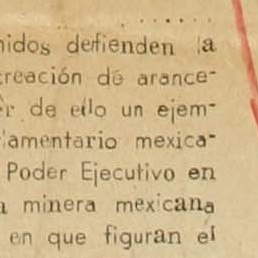 nidos defienden la
creación de arance-
er de ello un ejem-
lamentario mexica-
Poder Ejecutivo en
a minera mexicana
en que figuran el